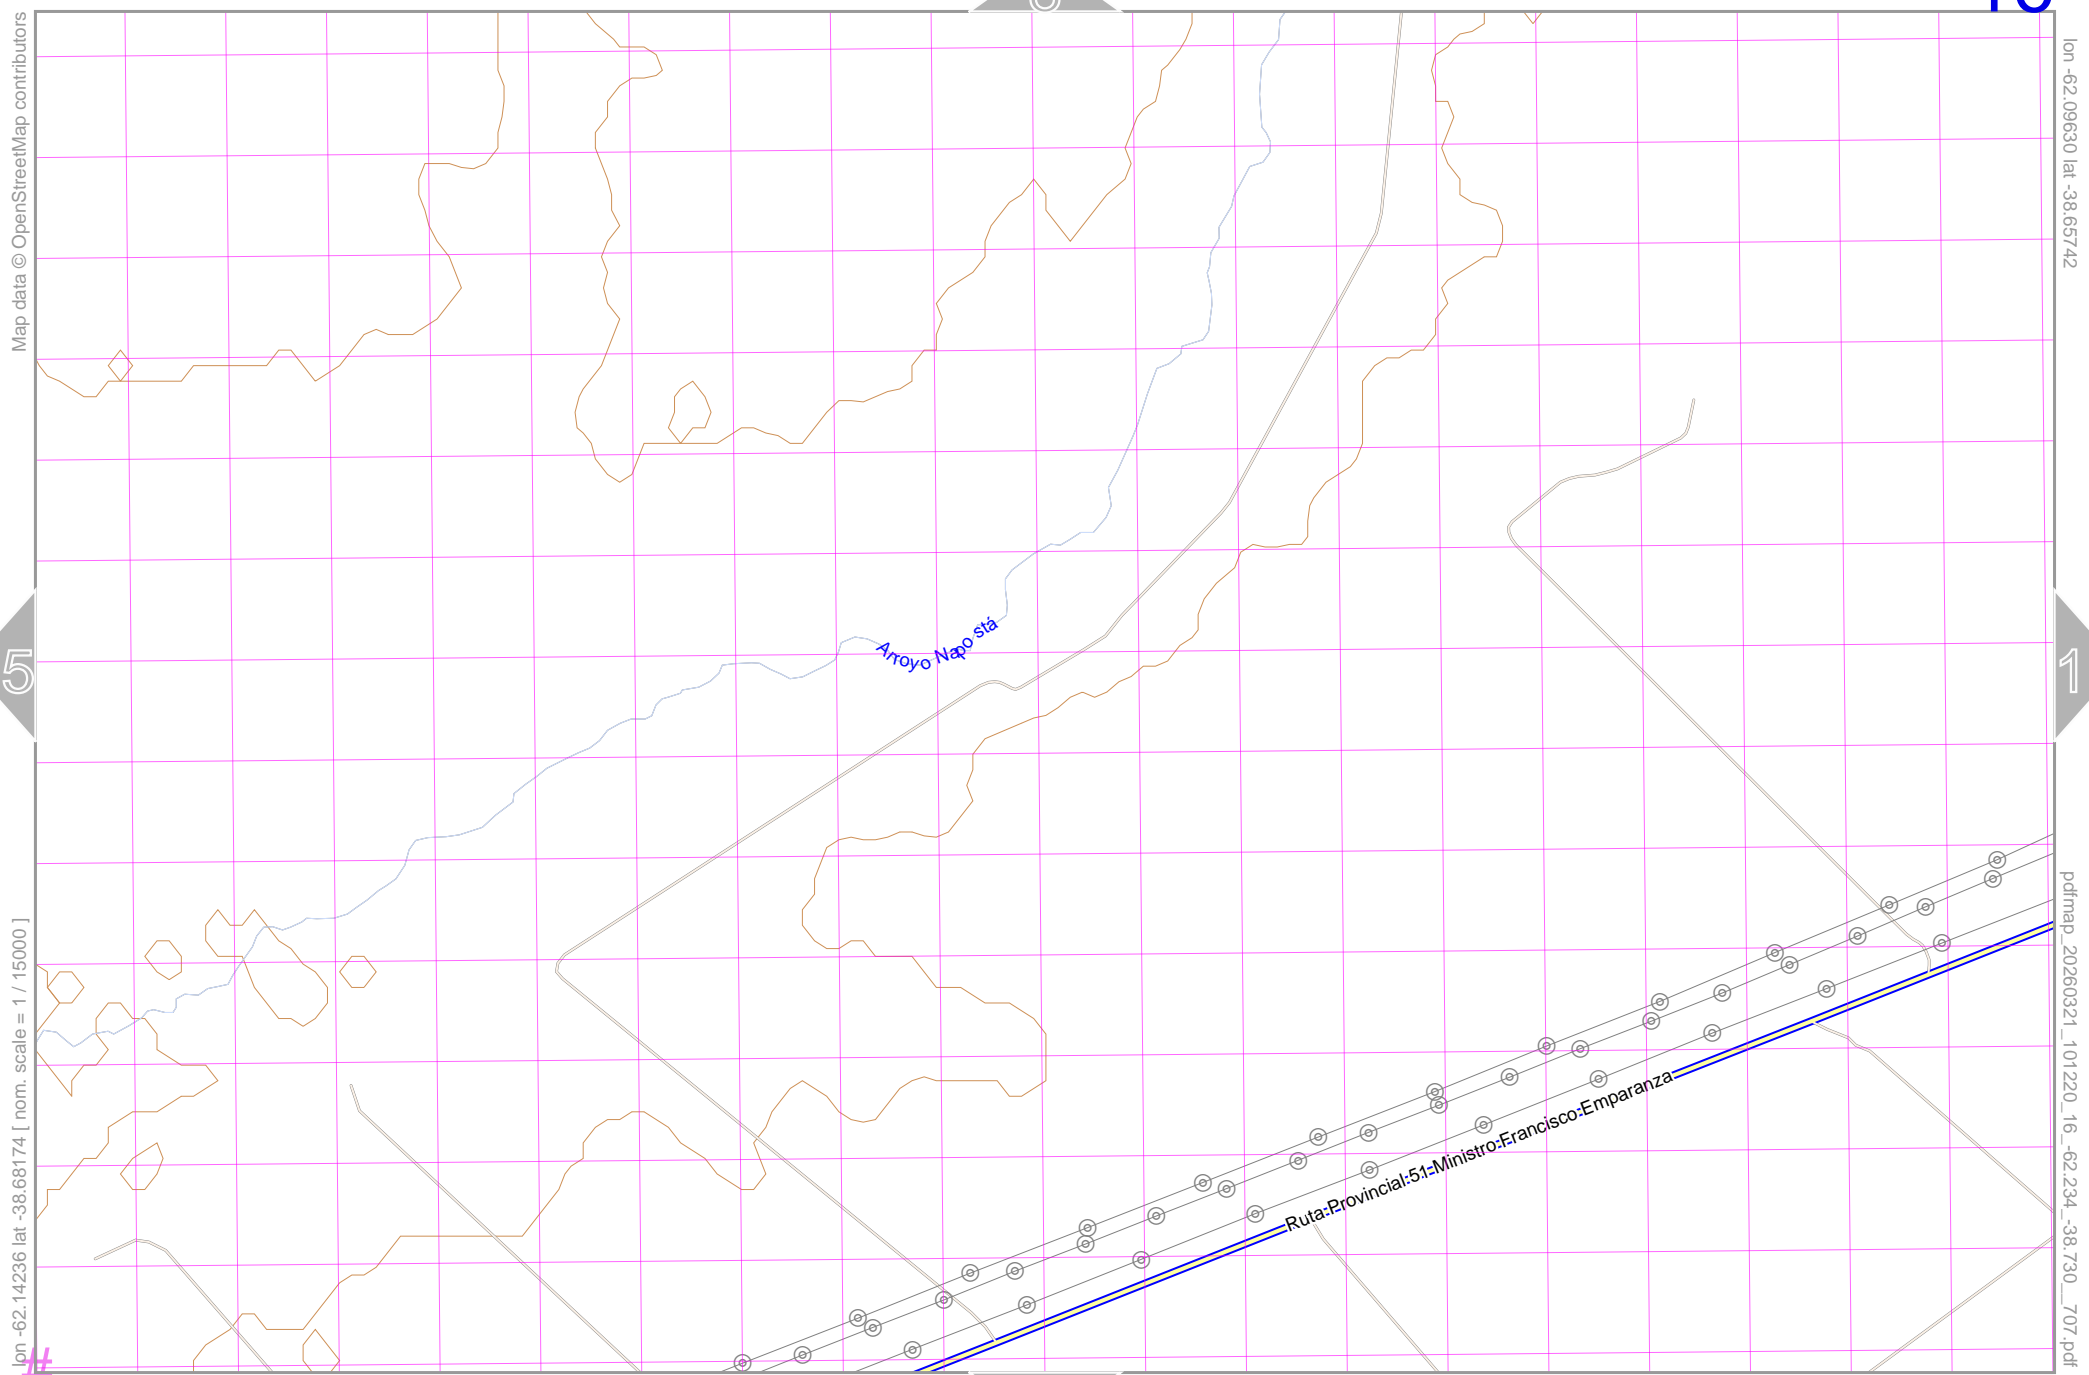 Map data © OpenStreetMap contributors
lon -62.09630 lat -38.65742
5
1
Arroyo Napostá
Ruta Provincial 51 Ministro Francisco Emparanza
lon -62.14236 lat -38.68174 [ nom. scale = 1 / 15000 ]
pdfmap_20260321_101220_16_-62.234_-38.730__707.pdf
#